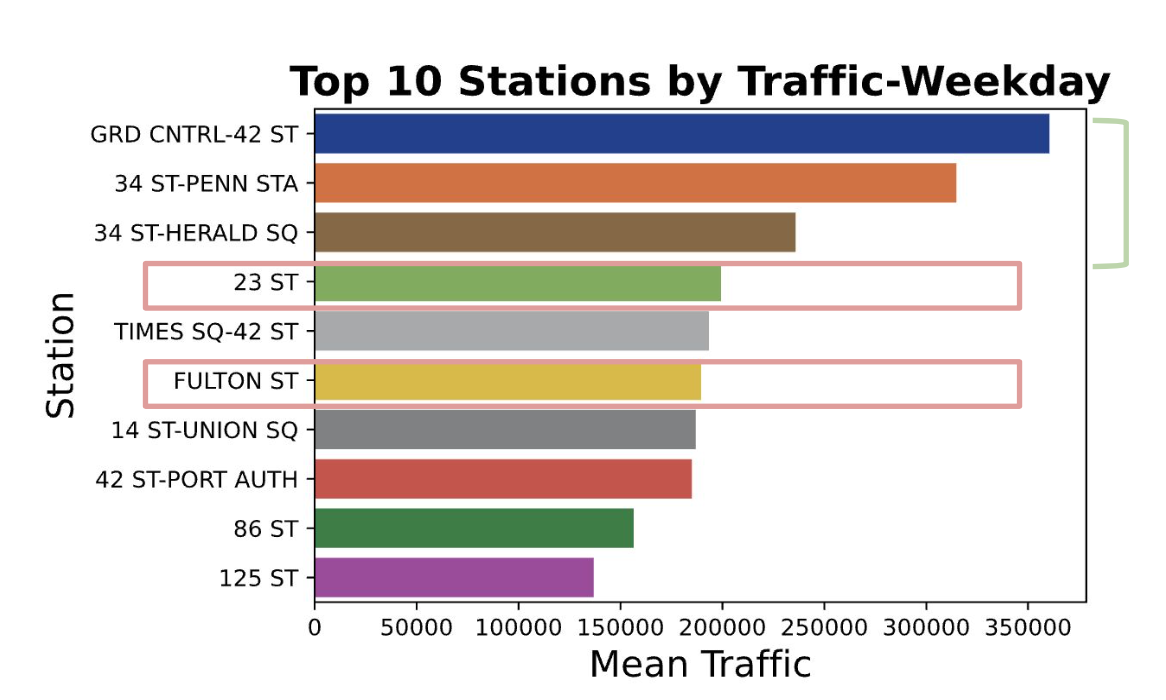 Top 10 Stations by Traffic-Weekday
Station
GRD CNTRL-42 ST
34 ST-PENN STA
34 ST-HERALD SQ
23 ST
TIMES SQ-42 ST
FULTON ST
14 ST-UNION SQ
42 ST-PORT AUTH
86 ST
125 ST
0 50000 100000 150000 200000 250000 300000 350000
Mean Traffic